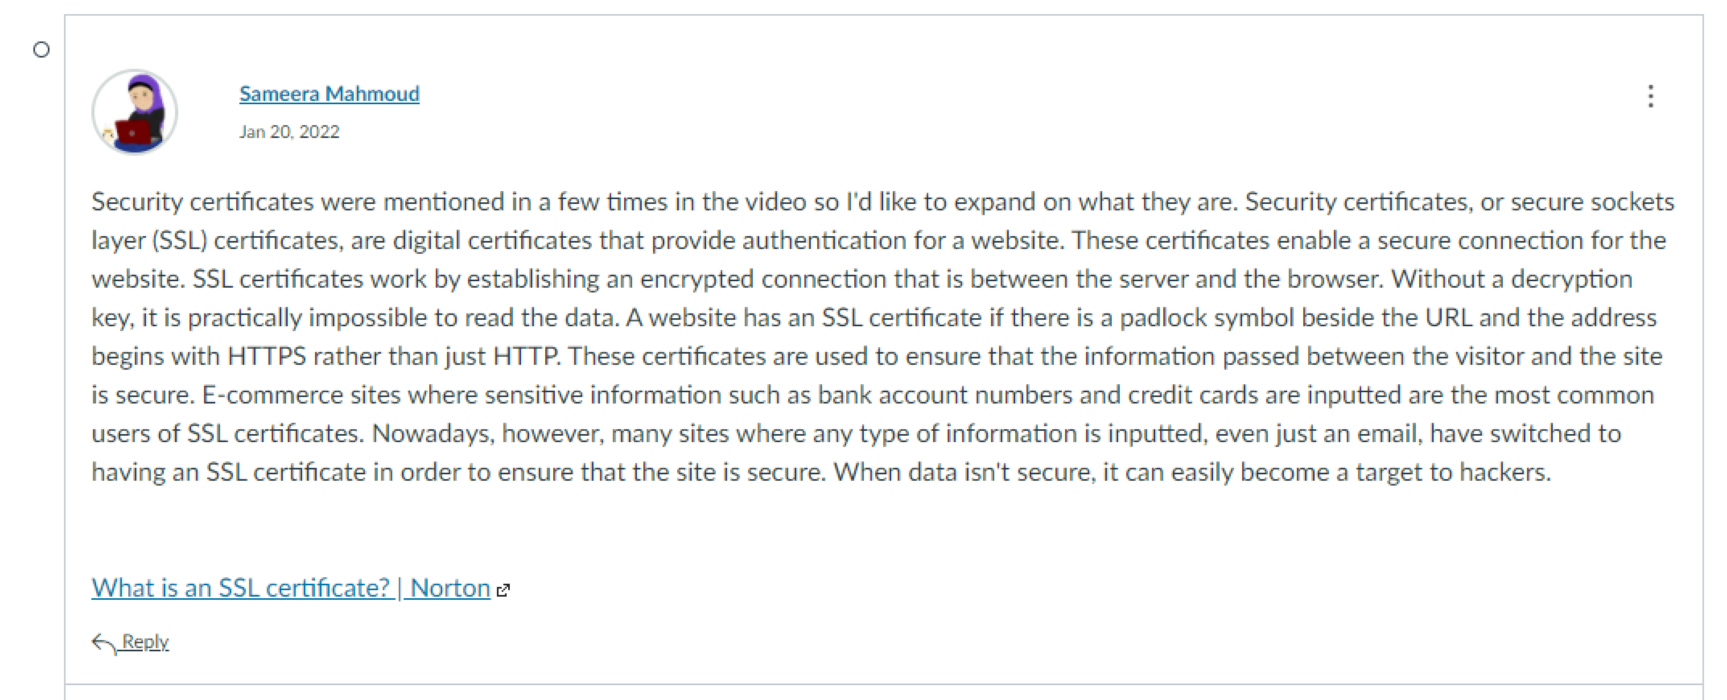 Sameera Mahmoud
Jan 20, 2022
Security certificates were mentioned in a few times in the video so I'd like to expand on what they are. Security certificates, or secure sockets
layer (SSL) certificates, are digital certificates that provide authentication for a website. These certificates enable a secure connection for the
website. SSL certificates work by establishing an encrypted connection that is between the server and the browser. Without a decryption
key, it is practically impossible to read the data. A website has an SSL certificate if there is a padlock symbol beside the URL and the address
begins with HTTPS rather than just HTTP. These certificates are used to ensure that the information passed between the visitor and the site
is secure. E-commerce sites where sensitive information such as bank account numbers and credit cards are inputted are the most common
users of SSL certificates. Nowadays, however, many sites where any type of information is inputted, even just an email, have switched to
having an SSL certificate in order to ensure that the site is secure. When data isn't secure, it can easily become a target to hackers.
What is an SSL certificate? | Norton
Reply